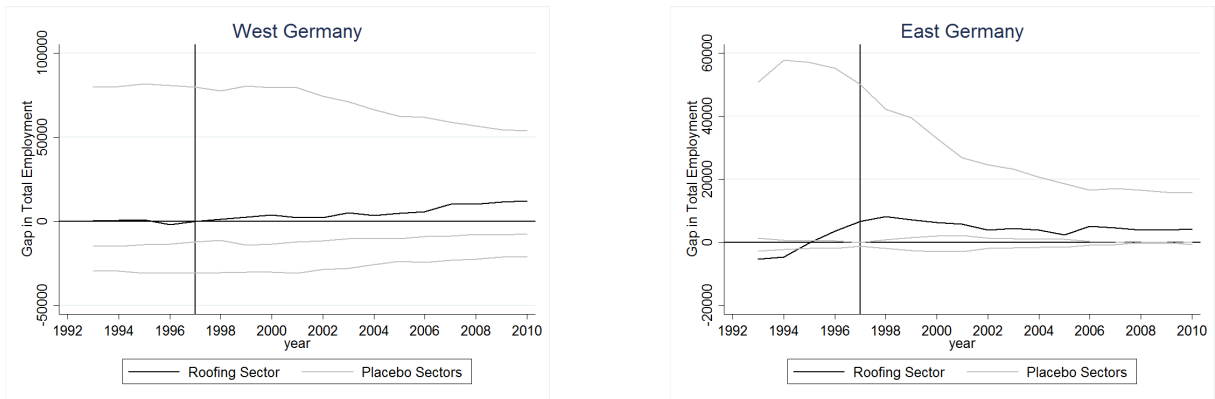 West Germany
Gap in Total Employment
100000
50000
0
-50000
1992 1994 1996 1998 2000 2002 2004 2006 2008 2010
year
Roofing Sector Placebo Sectors
East Germany
Gap in Total Employment
60000
40000
20000
0
-20000
1992 1994 1996 1998 2000 2002 2004 2006 2008 2010
year
Roofing Sector Placebo Sectors